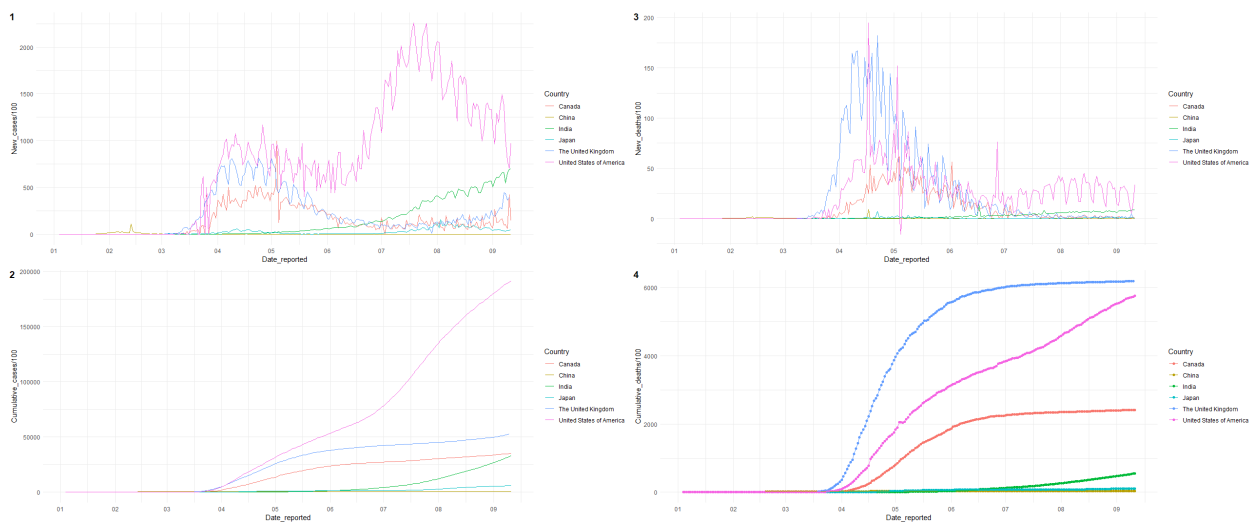 1
New_cases/100
2000
1500
1000
500
0
01 02 03 04 05 06 07 08 09
Date_reported
Country
Canada
China
India
Japan
The United Kingdom
United States of America
3
New_deaths/100
200
150
100
50
0
01 02 03 04 05 06 07 08 09
Date_reported
Country
Canada
China
India
Japan
The United Kingdom
United States of America
2
Cumulative_cases/100
200000
150000
100000
50000
0
01 02 03 04 05 06 07 08 09
Date_reported
Country
Canada
China
India
Japan
The United Kingdom
United States of America
4
Cumulative_deaths/100
6000
4000
2000
0
01 02 03 04 05 06 07 08 09
Date_reported
Country
Canada
China
India
Japan
The United Kingdom
United States of America